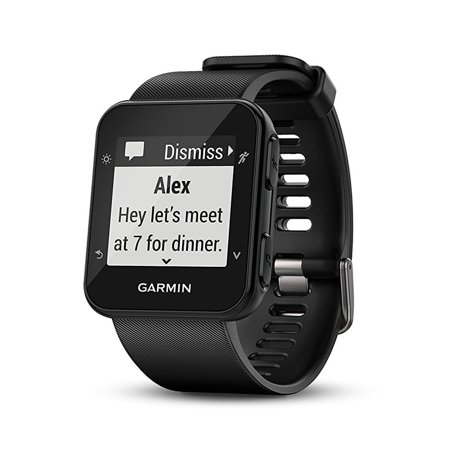 Dismiss
Alex
Hey let's meet
at 7 for dinner.
GARMIN